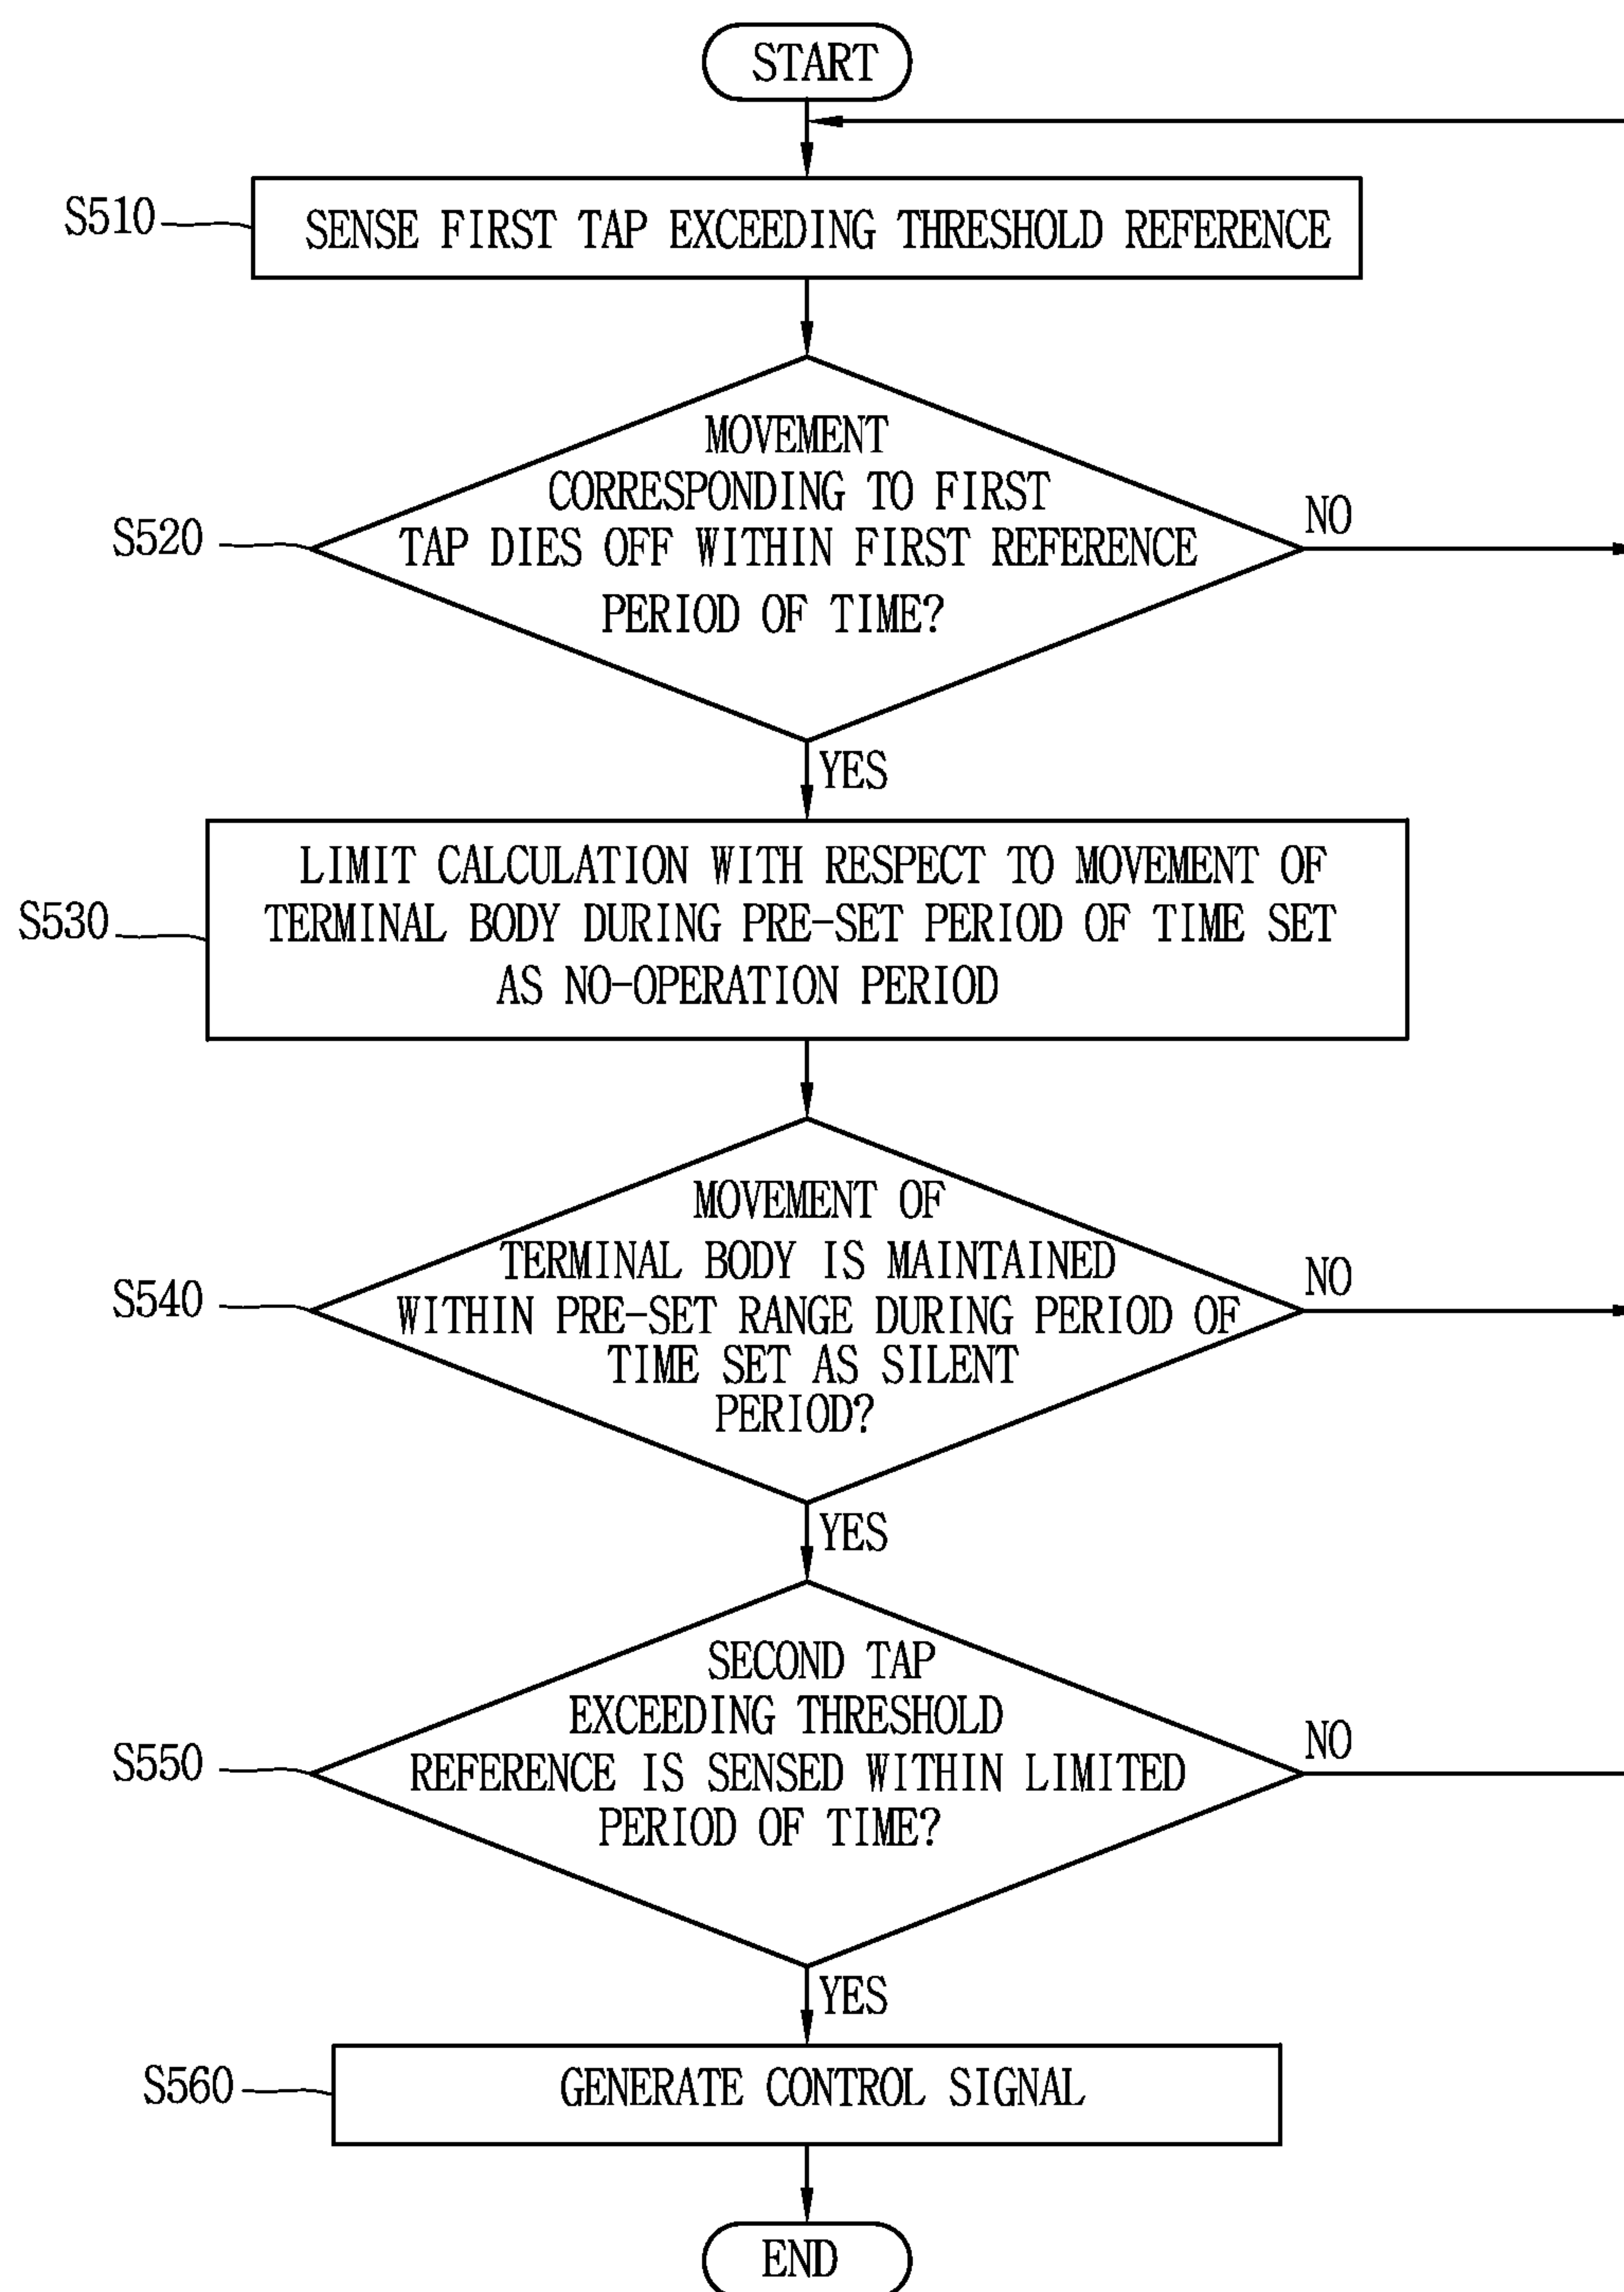 START
S510
SENSE FIRST TAP EXCEEDING THRESHOLD REFERENCE
MOVEMENT
CORRESPONDING TO FIRST
TAP DIES OFF WITHIN FIRST REFERENCE
PERIOD OF TIME?
S520
NO
YES
LIMIT CALCULATION WITH RESPECT TO MOVEMENT OF
TERMINAL BODY DURING PRE-SET PERIOD OF TIME SET
AS NO-OPERATION PERIOD
S530
MOVEMENT OF
TERMINAL BODY IS MAINTAINED
WITHIN PRE-SET RANGE DURING PERIOD OF
TIME SET AS SILENT
PERIOD?
S540
NO
YES
SECOND TAP
EXCEEDING THRESHOLD
REFERENCE IS SENSED WITHIN LIMITED
PERIOD OF TIME?
S550
NO
YES
S560
GENERATE CONTROL SIGNAL
END